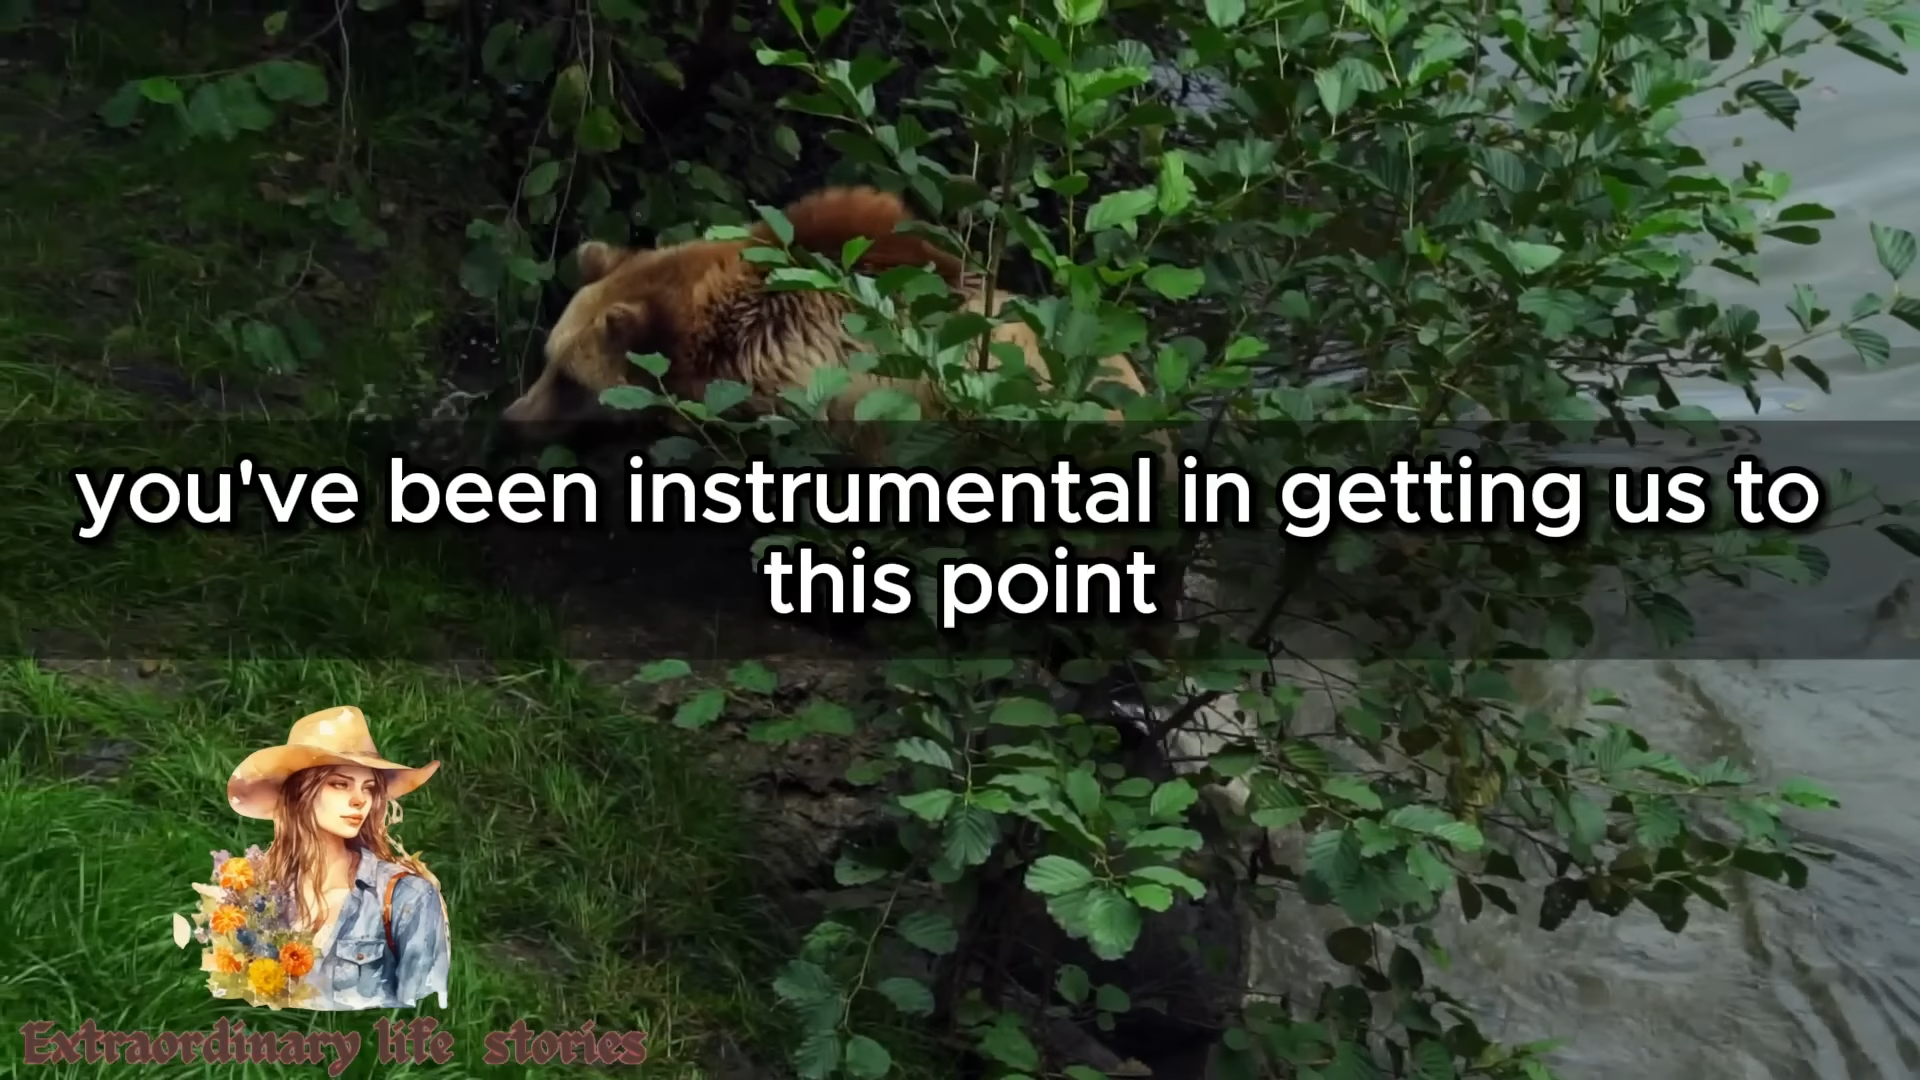 you've been instrumental in getting us to
this point
Extraordinary life stories